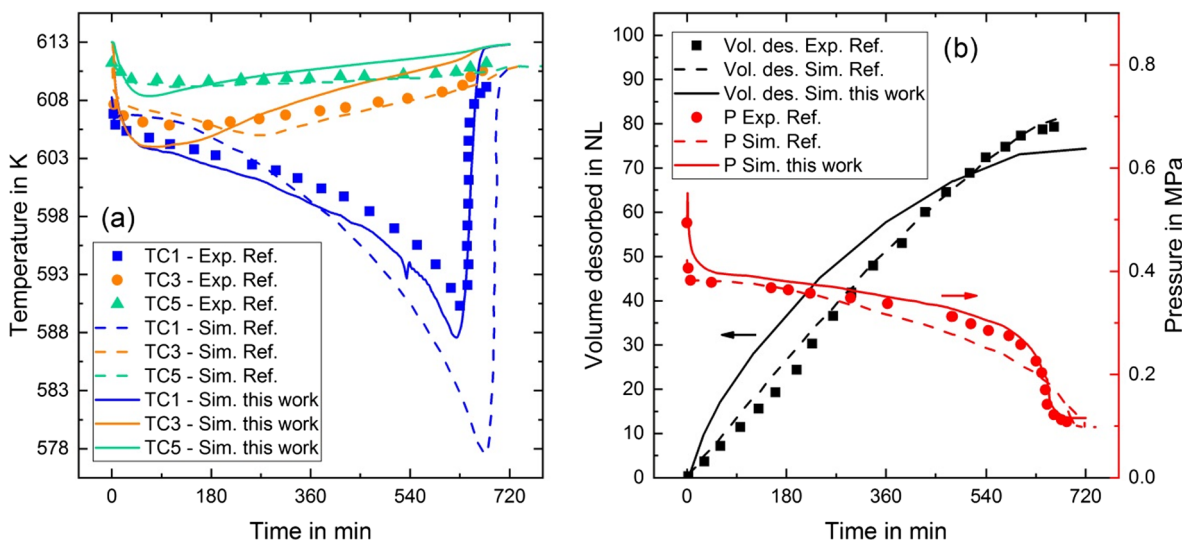 613
608
603
598
593
588
583
578
Temperature in K
(a)
TC1 - Exp. Ref.
TC3 - Exp. Ref.
TC5 - Exp. Ref.
TC1 - Sim. Ref.
TC3 - Sim. Ref.
TC5 - Sim. Ref.
TC1 - Sim. this work
TC3 - Sim. this work
TC5 - Sim. this work
0 180 360 540 720
Time in min
100
90
80
70
60
50
40
30
20
10
0
Volume desorbed in NL
(b)
Vol. des. Exp. Ref.
Vol. des. Sim. Ref.
Vol. des. Sim. this work
P Exp. Ref.
P Sim. Ref.
P Sim. this work
0.8
0.6
0.4
0.2
0.0
Pressure in MPa
0 180 360 540 720
Time in min